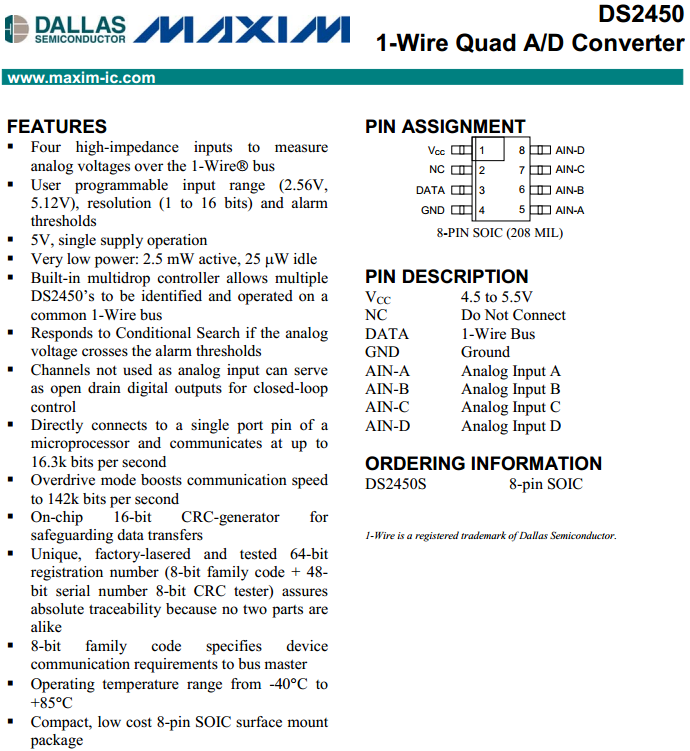 DALLAS
SEMICONDUCTOR
MAXIM
DS2450
1-Wire Quad A/D Converter
www.maxim-ic.com
FEATURES
▪ Four high-impedance inputs to measure
analog voltages over the 1-Wire® bus
▪ User programmable input range (2.56V,
5.12V), resolution (1 to 16 bits) and alarm
thresholds
▪ 5V, single supply operation
▪ Very low power: 2.5 mW active, 25 μW idle
▪ Built-in multidrop controller allows multiple
DS2450’s to be identified and operated on a
common 1-Wire bus
▪ Responds to Conditional Search if the analog
voltage crosses the alarm thresholds
▪ Channels not used as analog input can serve
as open drain digital outputs for closed-loop
control
▪ Directly connects to a single port pin of a
microprocessor and communicates at up to
16.3k bits per second
▪ Overdrive mode boosts communication speed
to 142k bits per second
▪ On-chip 16-bit CRC-generator for
safeguarding data transfers
▪ Unique, factory-lasered and tested 64-bit
registration number (8-bit family code + 48-
bit serial number 8-bit CRC tester) assures
absolute traceability because no two parts are
alike
▪ 8-bit family code specifies device
communication requirements to bus master
▪ Operating temperature range from -40°C to
+85°C
▪ Compact, low cost 8-pin SOIC surface mount
package
PIN ASSIGNMENT
VCC 1 8 AIN-D
NC 2 7 AIN-C
DATA 3 6 AIN-B
GND 4 5 AIN-A
8-PIN SOIC (208 MIL)
PIN DESCRIPTION
VCC 4.5 to 5.5V
NC Do Not Connect
DATA 1-Wire Bus
GND Ground
AIN-A Analog Input A
AIN-B Analog Input B
AIN-C Analog Input C
AIN-D Analog Input D
ORDERING INFORMATION
DS2450S 8-pin SOIC
1-Wire is a registered trademark of Dallas Semiconductor.